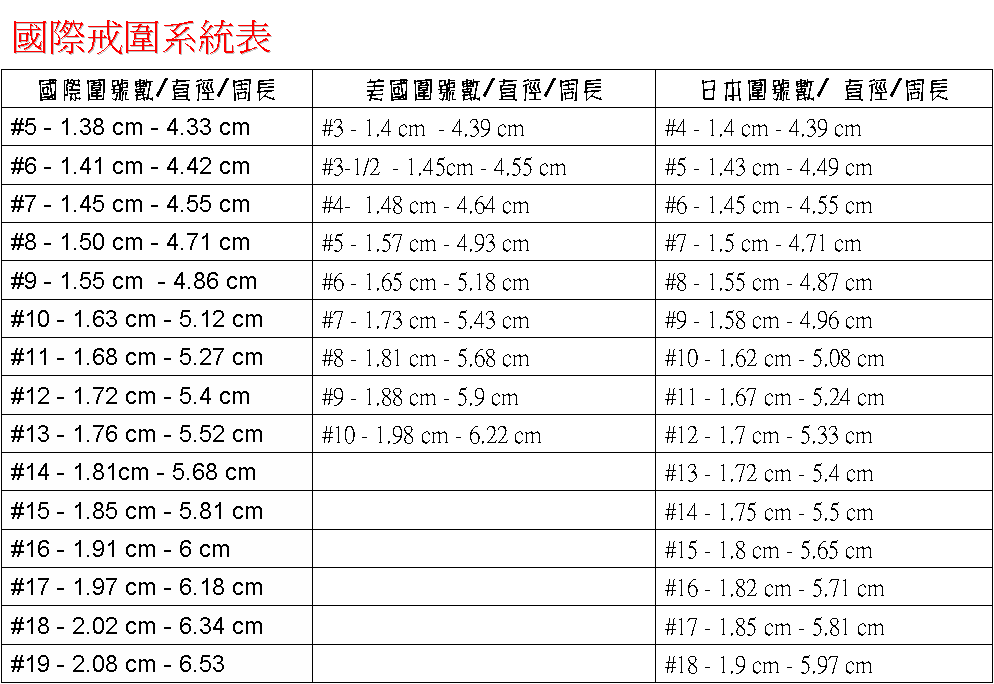 國際戒圍系統表
國際圍號數/直徑/周長 美國圍號數/直徑/周長 日本圍號數/ 直徑/周長
#5 - 1.38 cm - 4.33 cm #3 - 1.4 cm  - 4.39 cm #4 - 1.4 cm - 4.39 cm
#6 - 1.41 cm - 4.42 cm #3-1/2  - 1.45cm - 4.55 cm #5 - 1.43 cm - 4.49 cm
#7 - 1.45 cm - 4.55 cm #4-  1.48 cm - 4.64 cm #6 - 1.45 cm - 4.55 cm
#8 - 1.50 cm - 4.71 cm #5 - 1.57 cm - 4.93 cm #7 - 1.5 cm - 4.71 cm
#9 - 1.55 cm  - 4.86 cm #6 - 1.65 cm - 5.18 cm #8 - 1.55 cm - 4.87 cm
#10 - 1.63 cm - 5.12 cm #7 - 1.73 cm - 5.43 cm #9 - 1.58 cm - 4.96 cm
#11 - 1.68 cm - 5.27 cm #8 - 1.81 cm - 5.68 cm #10 - 1.62 cm - 5.08 cm
#12 - 1.72 cm - 5.4 cm #9 - 1.88 cm - 5.9 cm #11 - 1.67 cm - 5.24 cm
#13 - 1.76 cm - 5.52 cm #10 - 1.98 cm - 6.22 cm #12 - 1.7 cm - 5.33 cm
#14 - 1.81cm - 5.68 cm #13 - 1.72 cm - 5.4 cm
#15 - 1.85 cm - 5.81 cm #14 - 1.75 cm - 5.5 cm
#16 - 1.91 cm - 6 cm #15 - 1.8 cm - 5.65 cm
#17 - 1.97 cm - 6.18 cm #16 - 1.82 cm - 5.71 cm
#18 - 2.02 cm - 6.34 cm #17 - 1.85 cm - 5.81 cm
#19 - 2.08 cm - 6.53 #18 - 1.9 cm - 5.97 cm